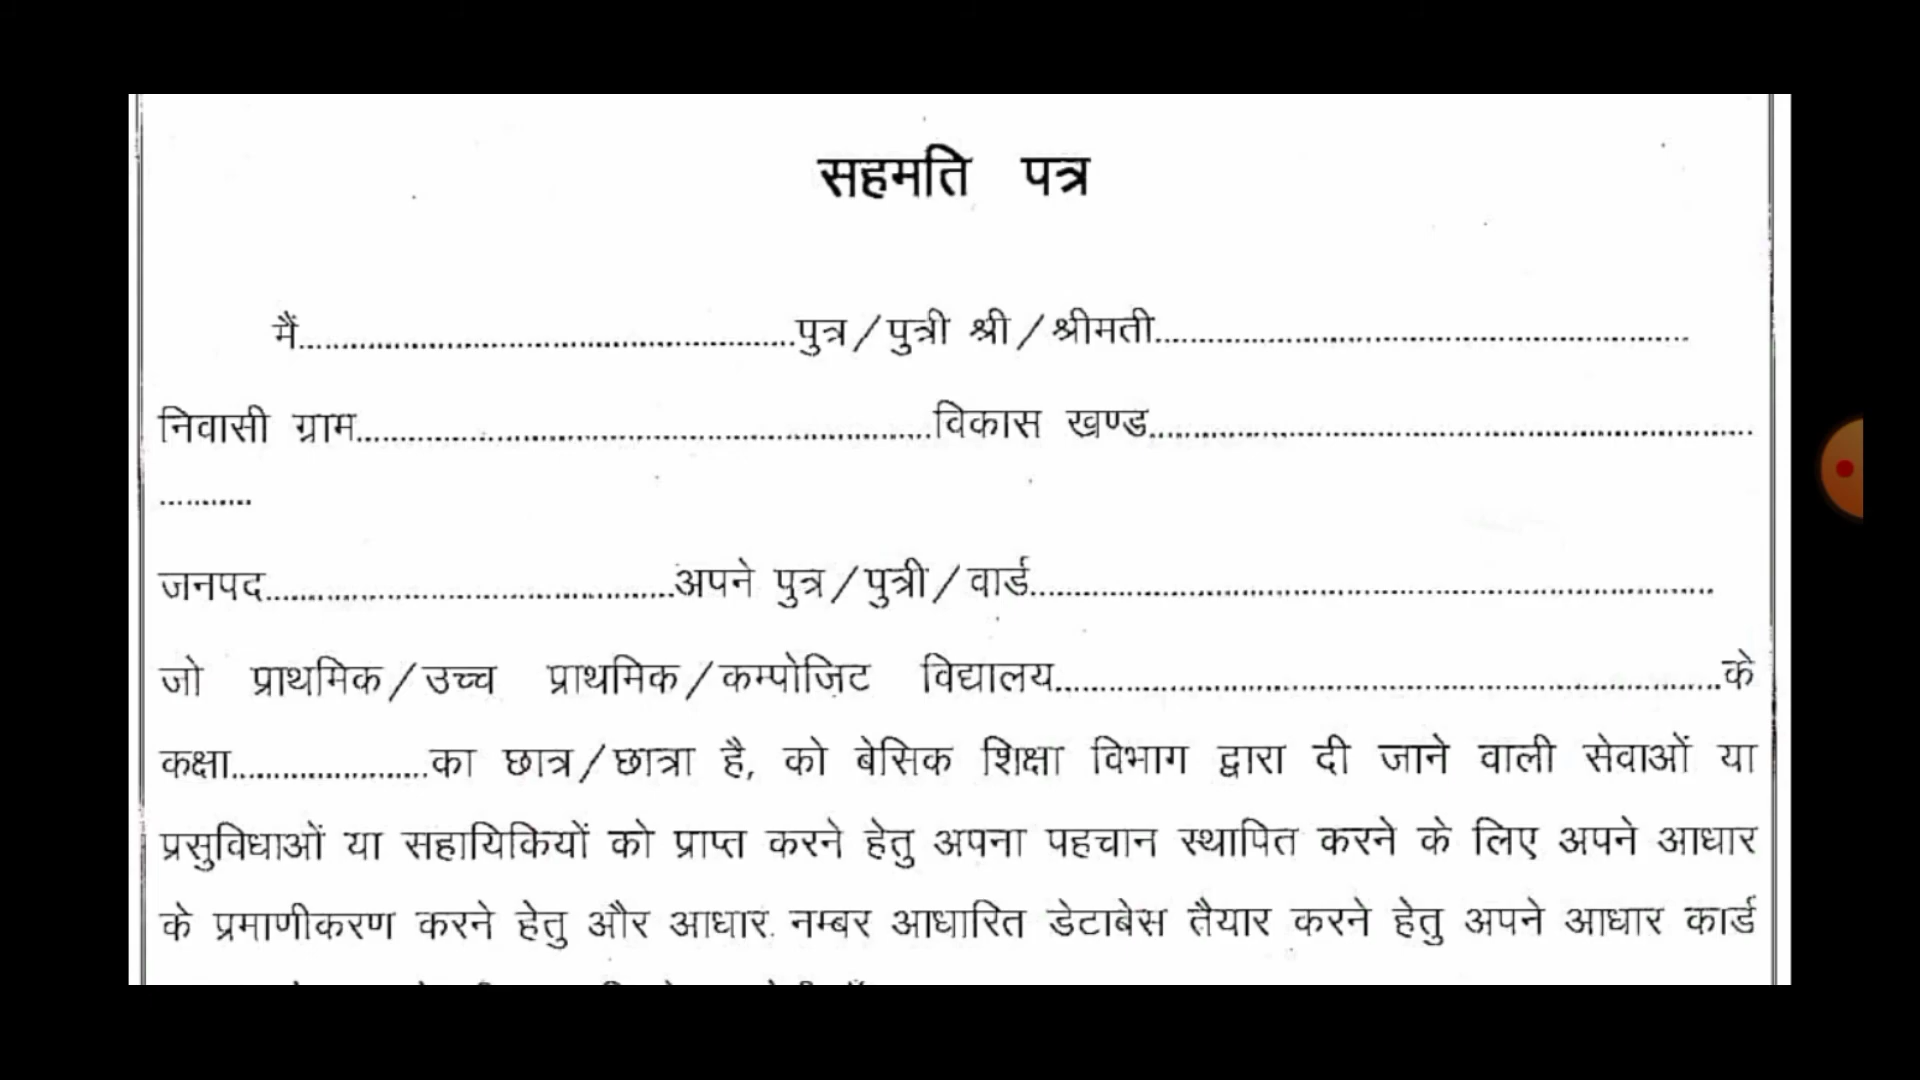 सहमति पत्र
मैं......................................................पुत्र/पुत्री श्री/श्रीमती..........................................................
निवासी ग्राम...............................................................विकास खण्ड..................................................................
...........
जनपद.............................................अपने पुत्र/पुत्री/वार्ड...........................................................................
जो प्राथमिक/उच्च प्राथमिक/कम्पोजिट विद्यालय.........................................................................के
कक्षा......................का छात्र/छात्रा है, को बेसिक शिक्षा विभाग द्वारा दी जाने वाली सेवाओं या
प्रसुविधाओं या सहायिकियों को प्राप्त करने हेतु अपना पहचान स्थापित करने के लिए अपने आधार
के प्रमाणीकरण करने हेतु और आधार नम्बर आधारित डेटाबेस तैयार करने हेतु अपने आधार कार्ड